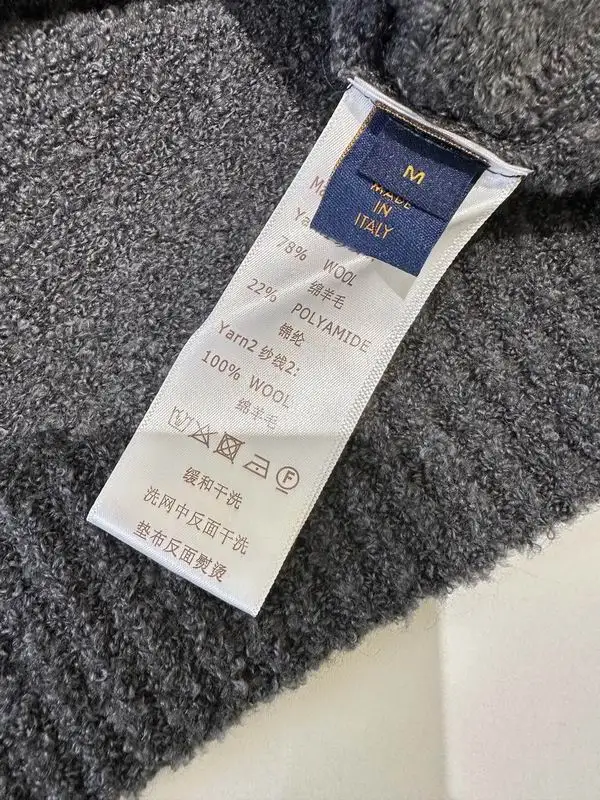 M
MADE
IN
ITALY
78% WOOL
绵羊毛
22% POLYAMIDE
锦纶
Yarn2 纱线2:
100% WOOL
绵羊毛
F
缓和干洗
洗网中反面干洗
垫布反面熨烫